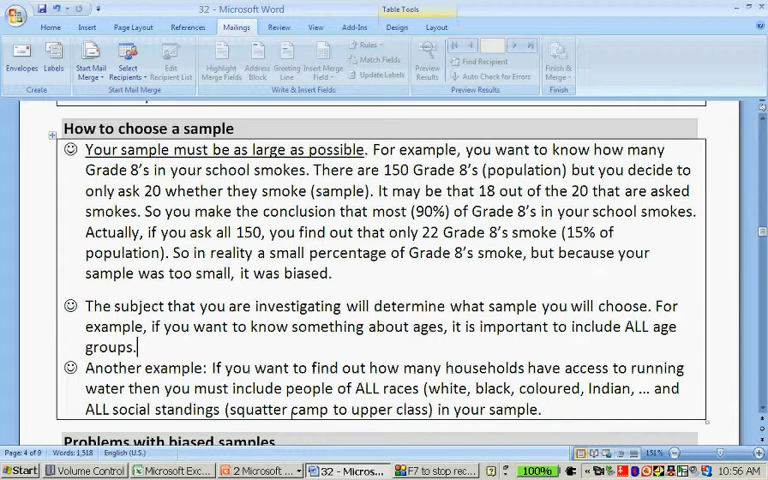 32 - Microsoft Word
Table Tools
Home Insert Page Layout References Mailings Review View Add-Ins Design Layout
Envelopes Labels Start Mail Merge Select Recipients Edit Recipient List Highlight Merge Fields Address Block Greeting Line Insert Merge Field Rules Match Fields Update Labels Preview Results Find Recipient Auto Check for Errors Finish & Merge
Create Start Mail Merge Write & Insert Fields Preview Results Finish
How to choose a sample
Your sample must be as large as possible. For example, you want to know how many
Grade 8's in your school smokes. There are 150 Grade 8's (population) but you decide to
only ask 20 whether they smoke (sample). It may be that 18 out of the 20 that are asked
smokes. So you make the conclusion that most (90%) of Grade 8's in your school smokes.
Actually, if you ask all 150, you find out that only 22 Grade 8's smoke (15% of
population). So in reality a small percentage of Grade 8's smoke, but because your
sample was too small, it was biased.
The subject that you are investigating will determine what sample you will choose. For
example, if you want to know something about ages, it is important to include ALL age
groups.
Another example: If you want to find out how many households have access to running
water then you must include people of ALL races (white, black, coloured, Indian, ... and
ALL social standings (squatter camp to upper class) in your sample.
Problems with biased samples
Page: 4 of 9 Words: 1,518 English (U.S.) 151%
Start Volume Control Microsoft Exc... 2 Microsoft ... 32 - Micros... F7 to stop rec... 100% 10:56 AM